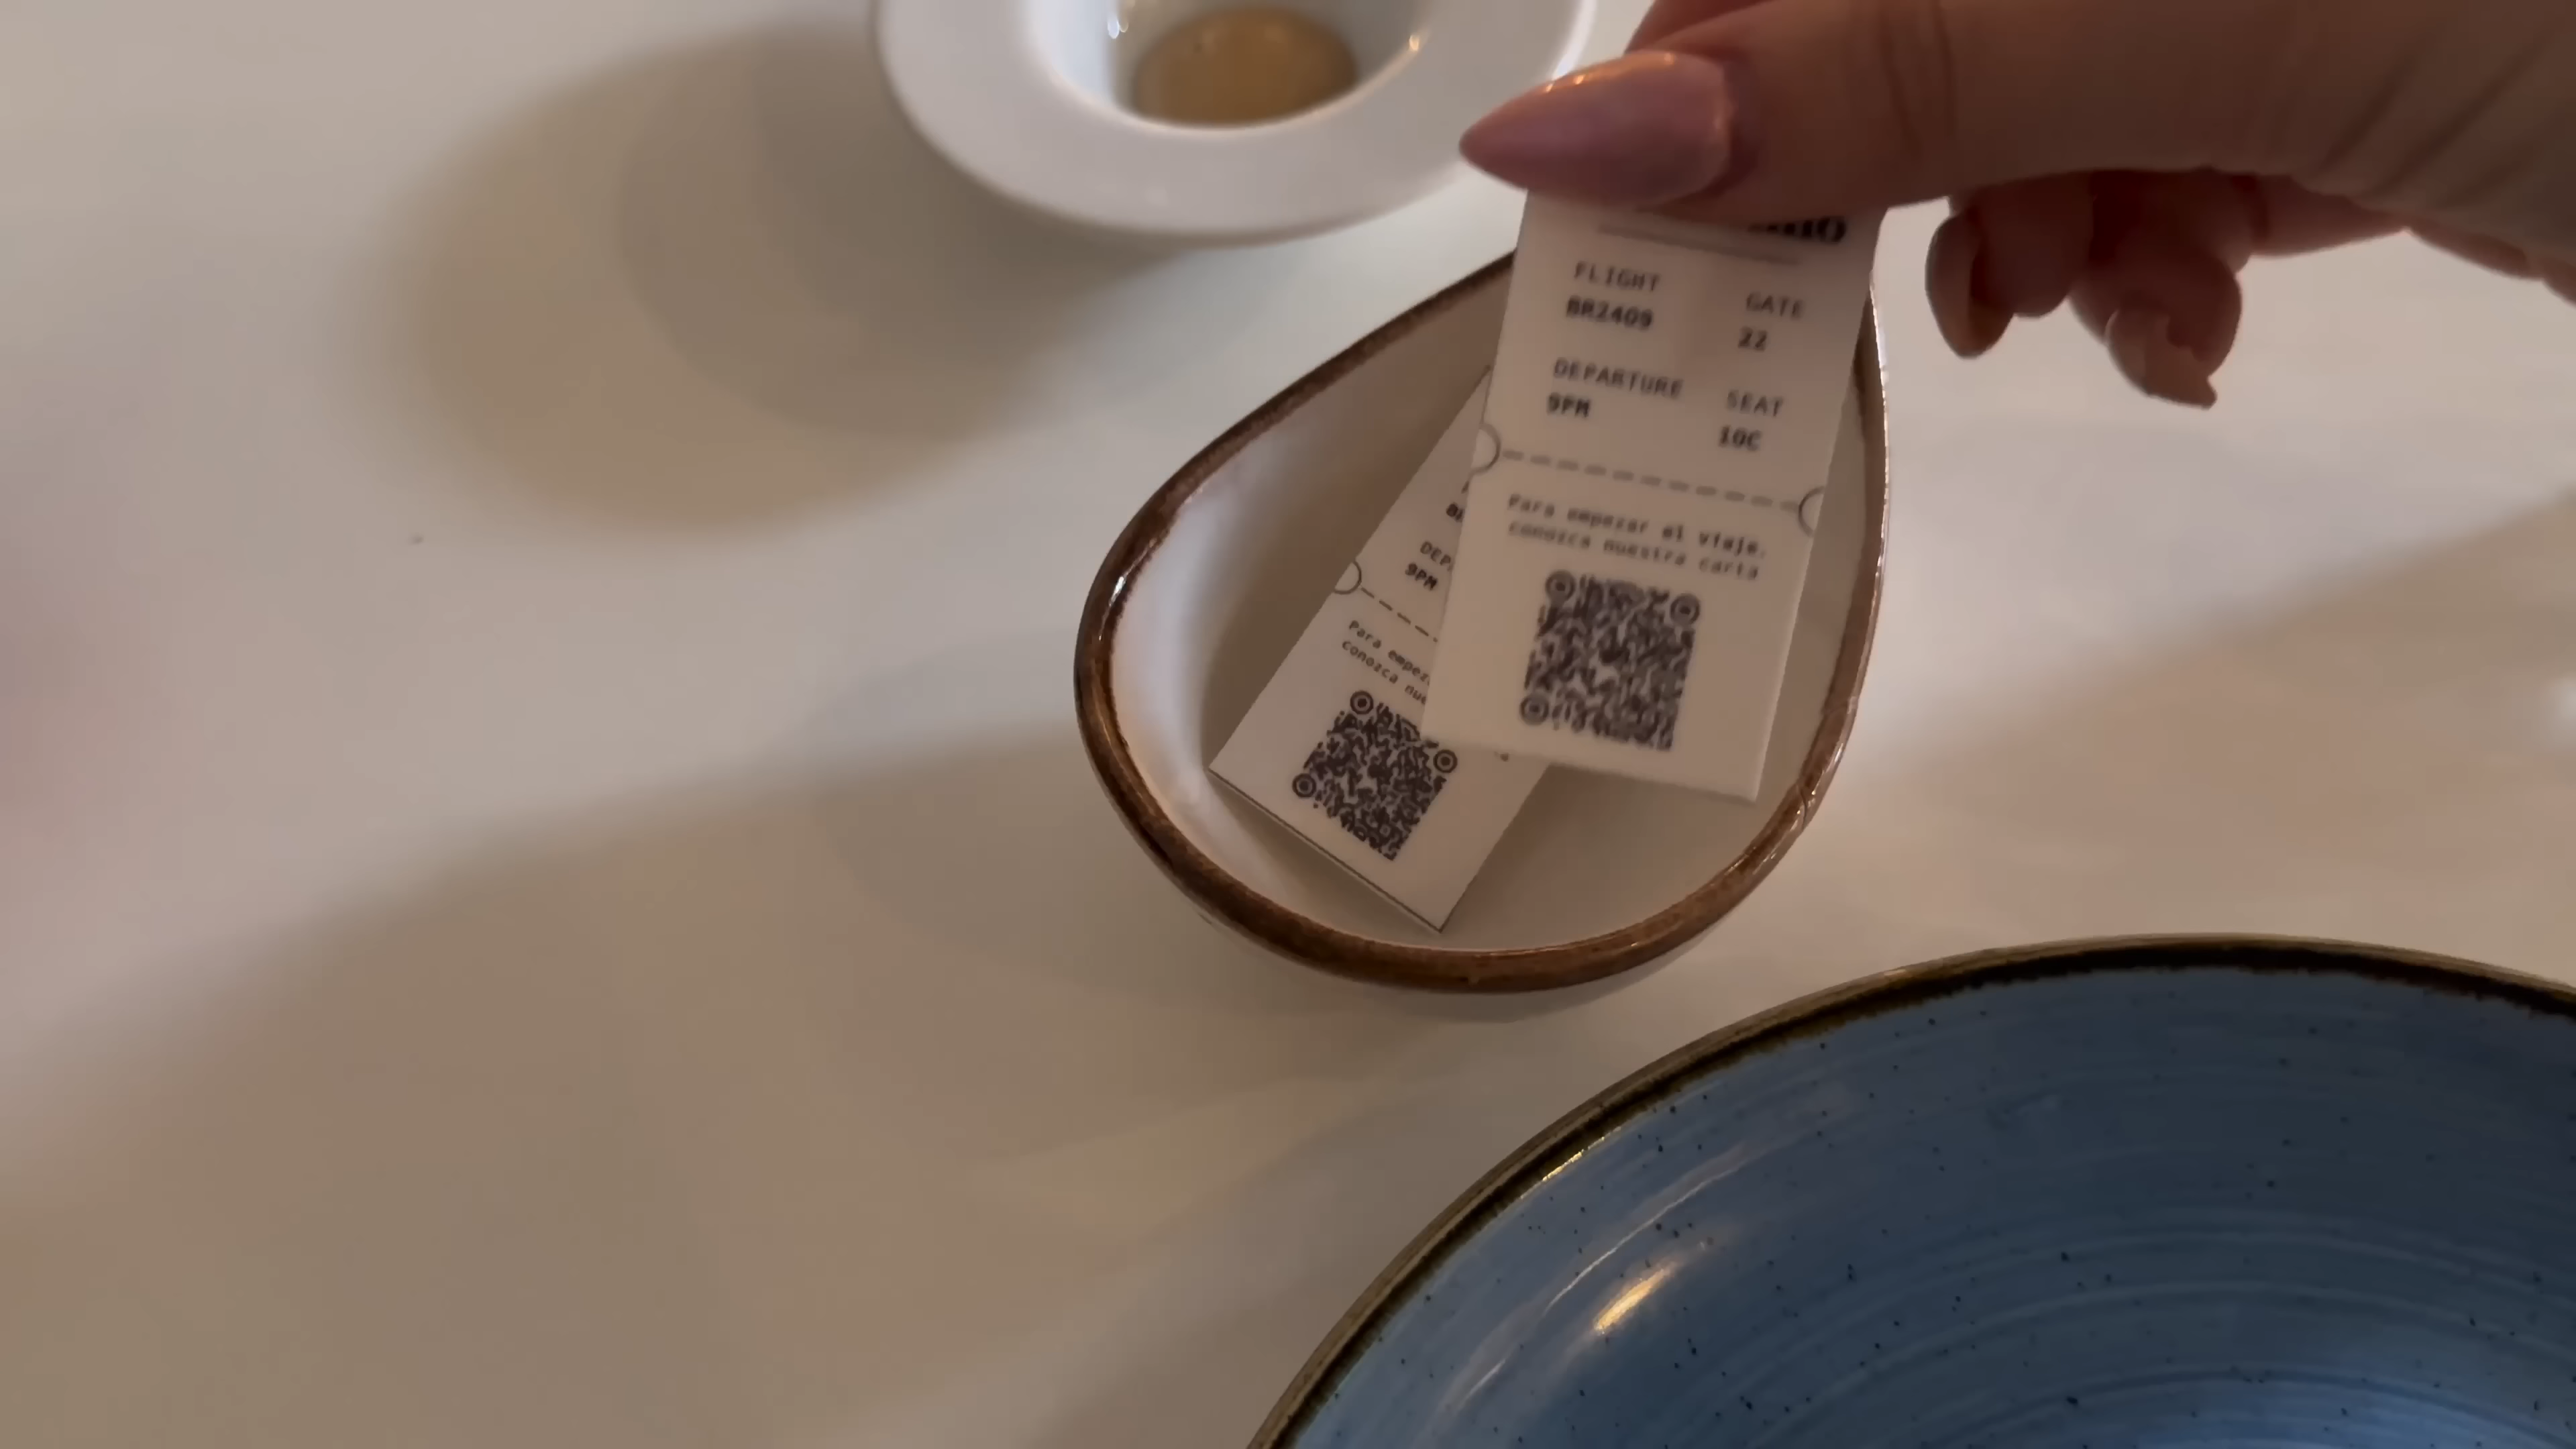 FLIGHT GATE
BR2409 22
DEPARTURE SEAT
9PM 10C
Para empezar el viaje,
conozca nuestra carta
9PM
Para
conozca